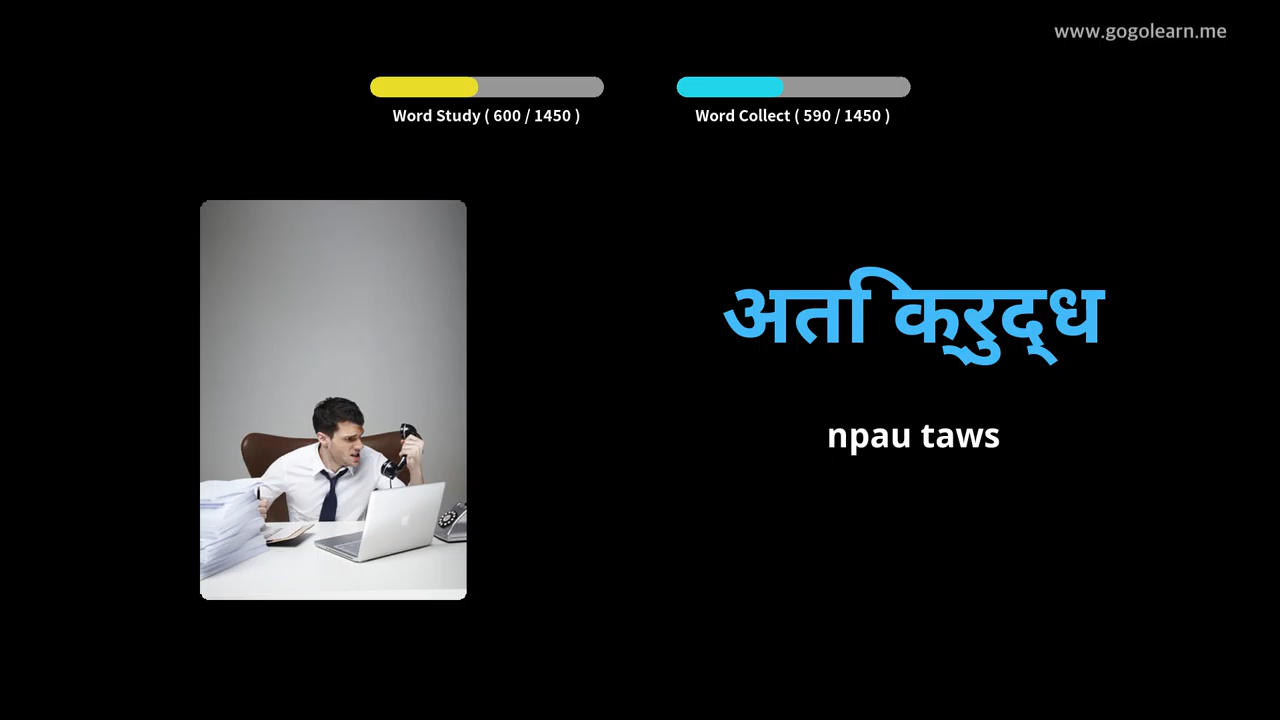 www.gogolearn.me
Word Study ( 600 / 1450 )
Word Collect ( 590 / 1450 )
अति क्रुद्ध
npau taws